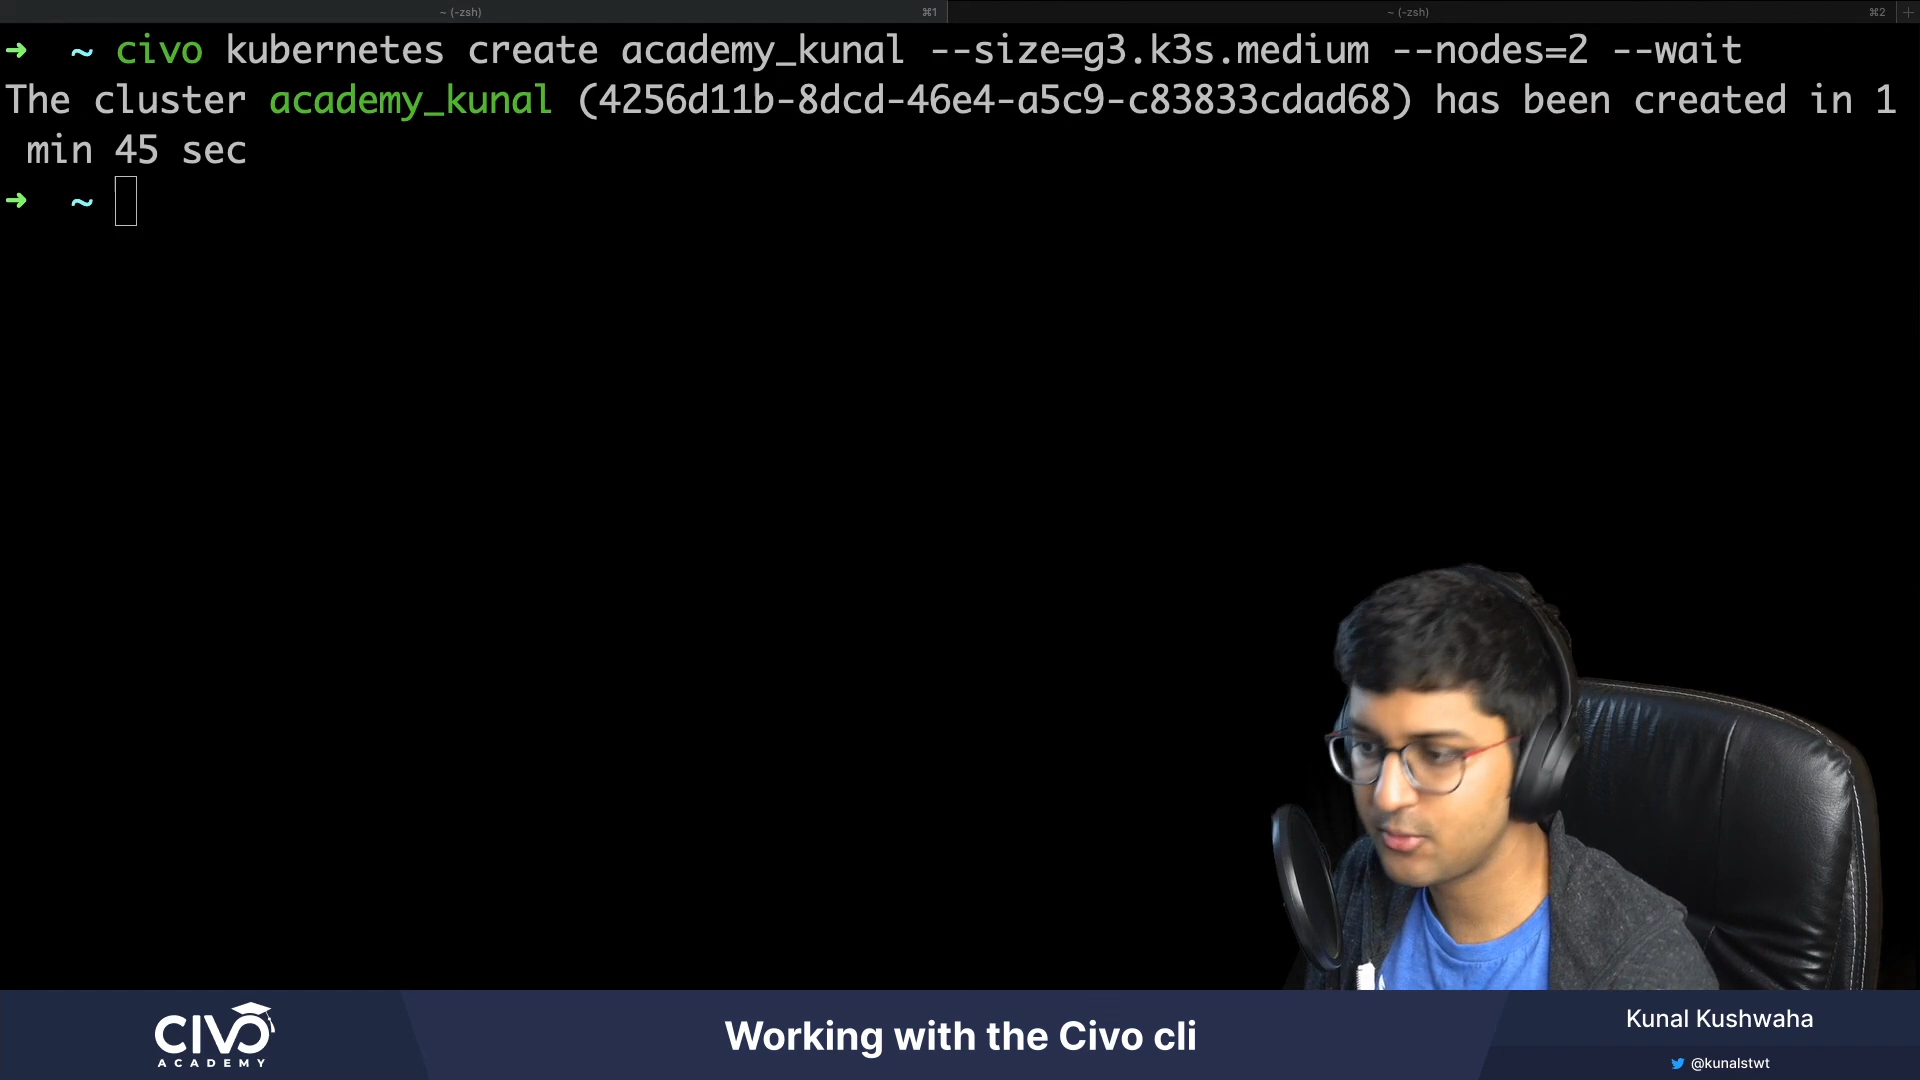 ~ (-zsh) ⌘1 ~ (-zsh) ⌘2 +
➜ ~ civo kubernetes create academy_kunal --size=g3.k3s.medium --nodes=2 --wait
The cluster academy_kunal (4256d11b-8dcd-46e4-a5c9-c83833cdad68) has been created in 1
min 45 sec
➜ ~
CIVO
ACADEMY
Working with the Civo cli
Kunal Kushwaha
@kunalstwt